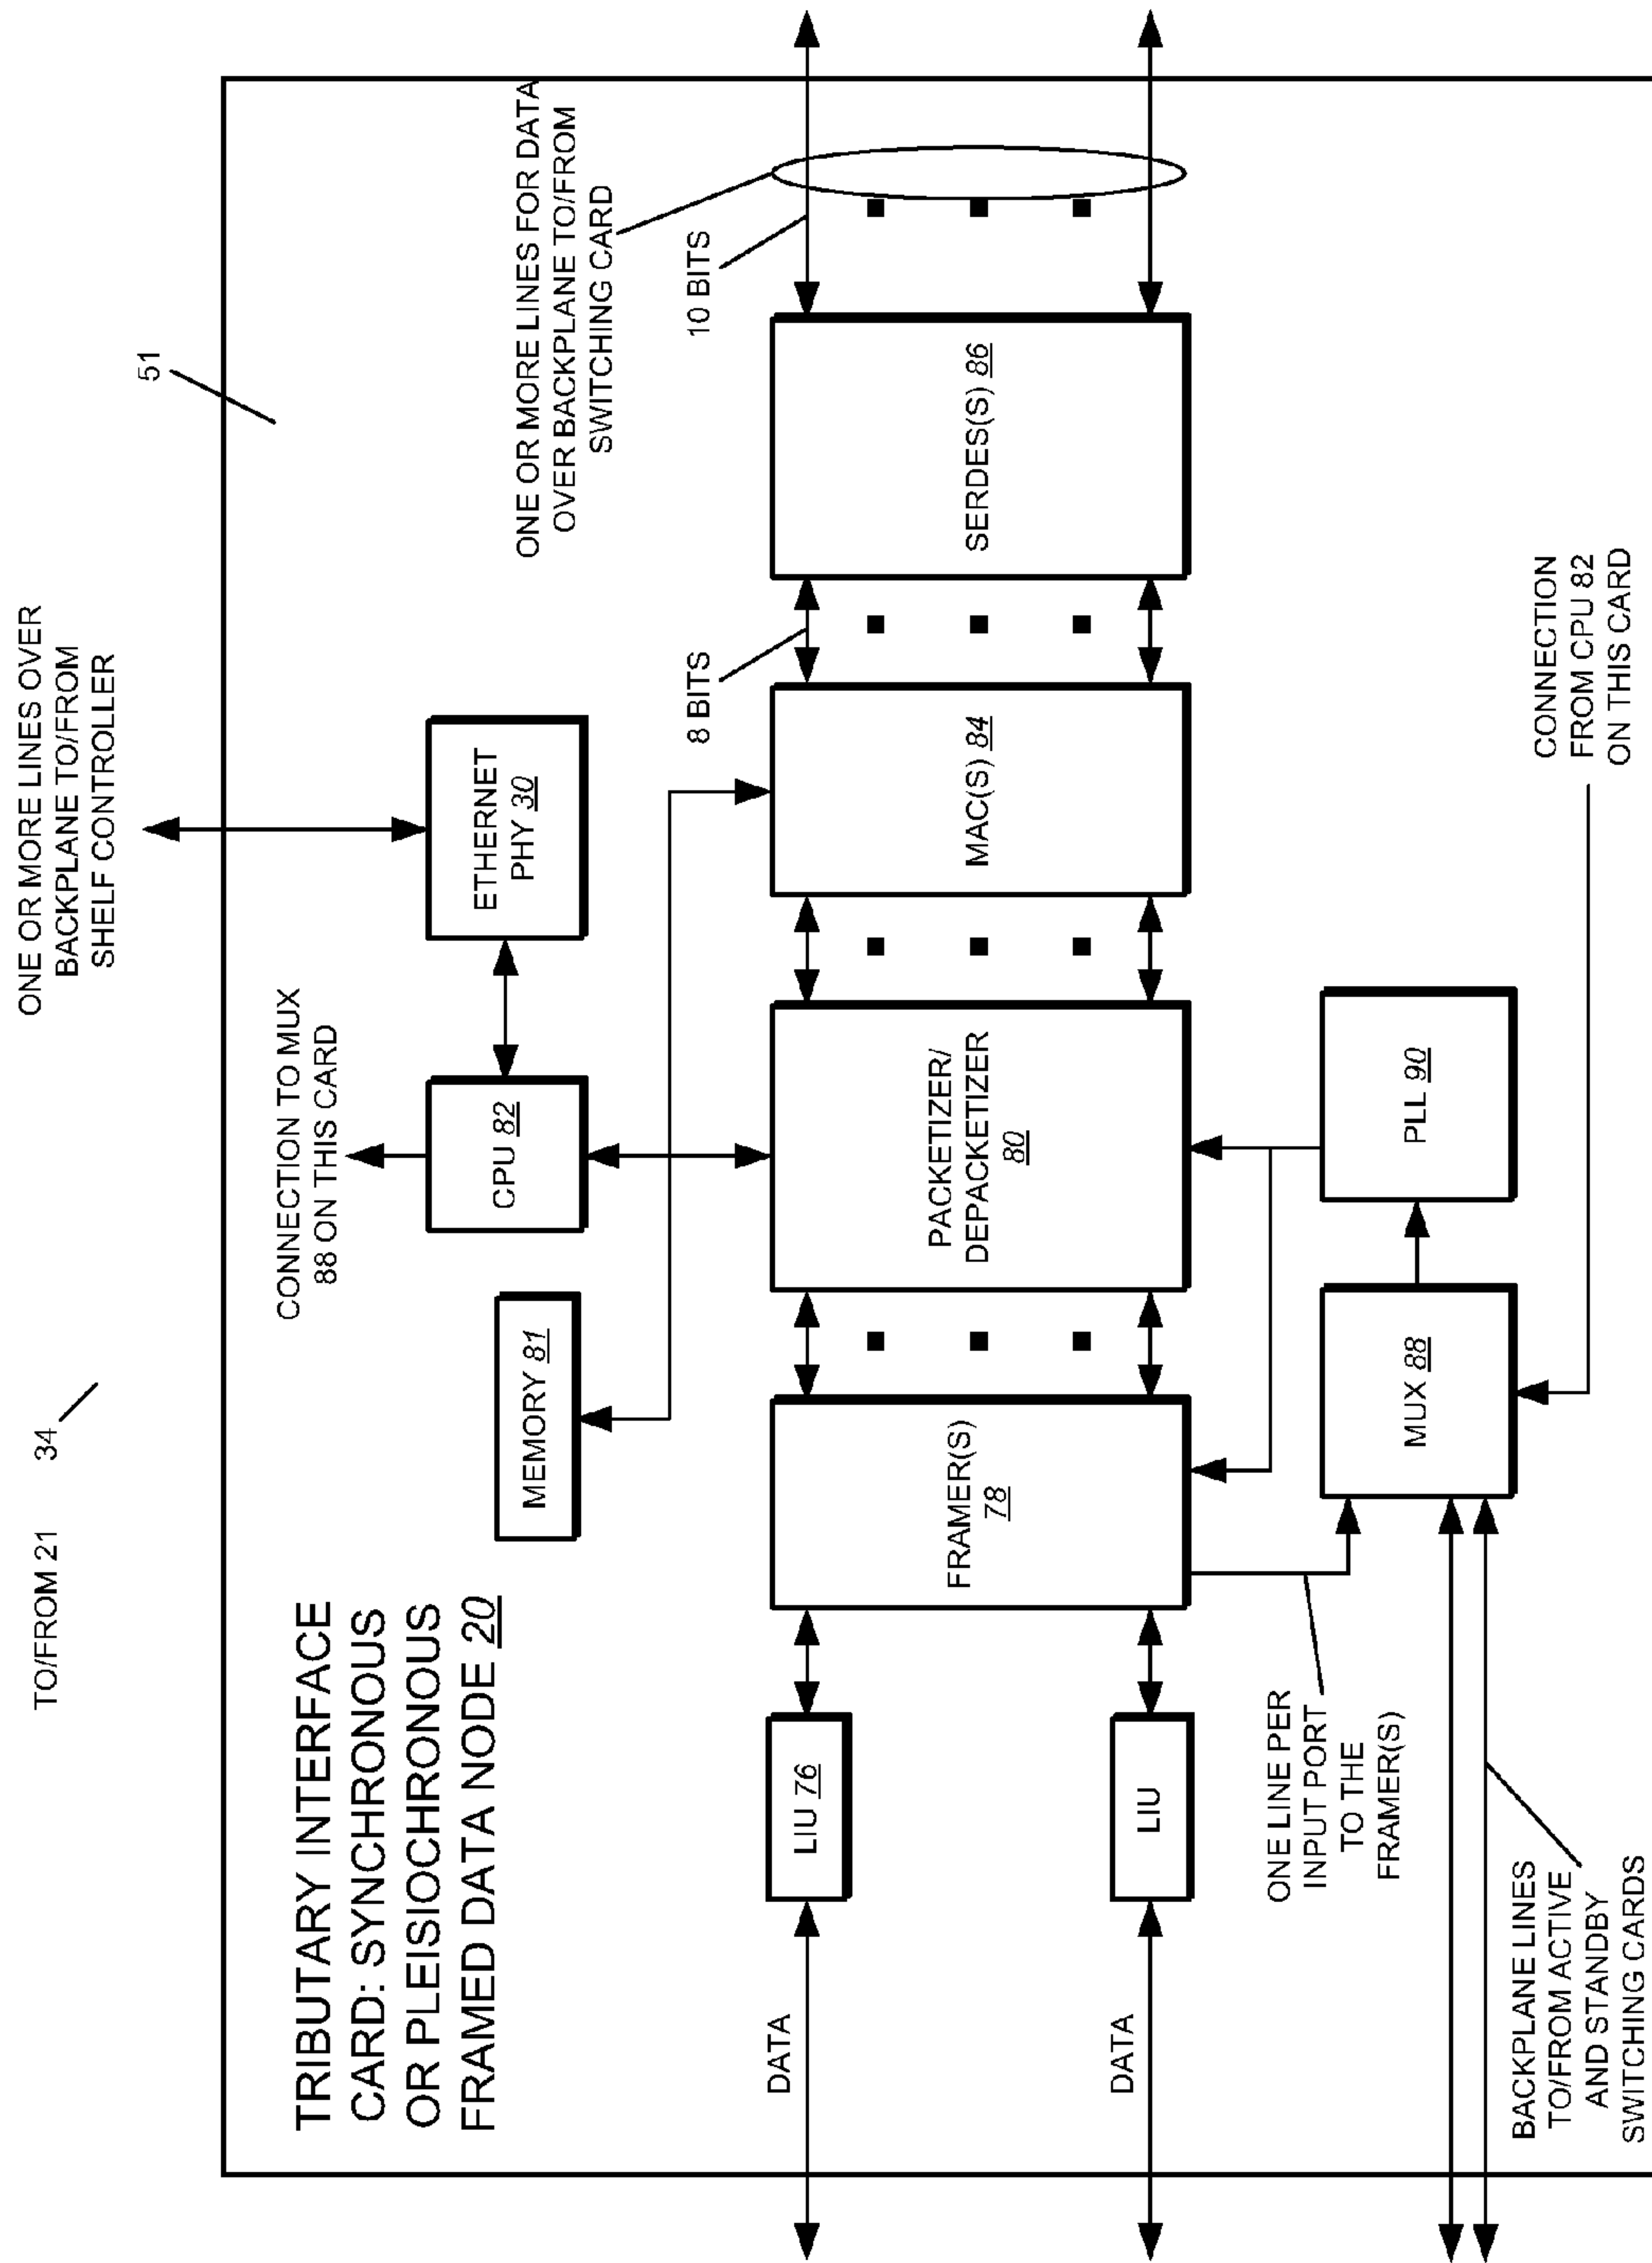 TO/FROM 21
34
ONE OR MORE LINES OVER
BACKPLANE TO/FROM
SHELF CONTROLLER
51
TRIBUTARY INTERFACE
CARD: SYNCHRONOUS
OR PLEISIOCHRONOUS
FRAMED DATA NODE 20
CONNECTION TO MUX
88 ON THIS CARD
MEMORY 81
CPU 82
ETHERNET
PHY 30
ONE OR MORE LINES FOR DATA
OVER BACKPLANE TO/FROM
SWITCHING CARD
8 BITS
10 BITS
DATA
LIU 76
FRAMER(S)
78
PACKETIZER/
DEPACKETIZER
80
MAC(S) 84
SERDES(S) 86
DATA
LIU
ONE LINE PER
INPUT PORT
TO THE
FRAMER(S)
MUX 88
PLL 90
BACKPLANE LINES
TO/FROM ACTIVE
AND STANDBY
SWITCHING CARDS
CONNECTION
FROM CPU 82
ON THIS CARD